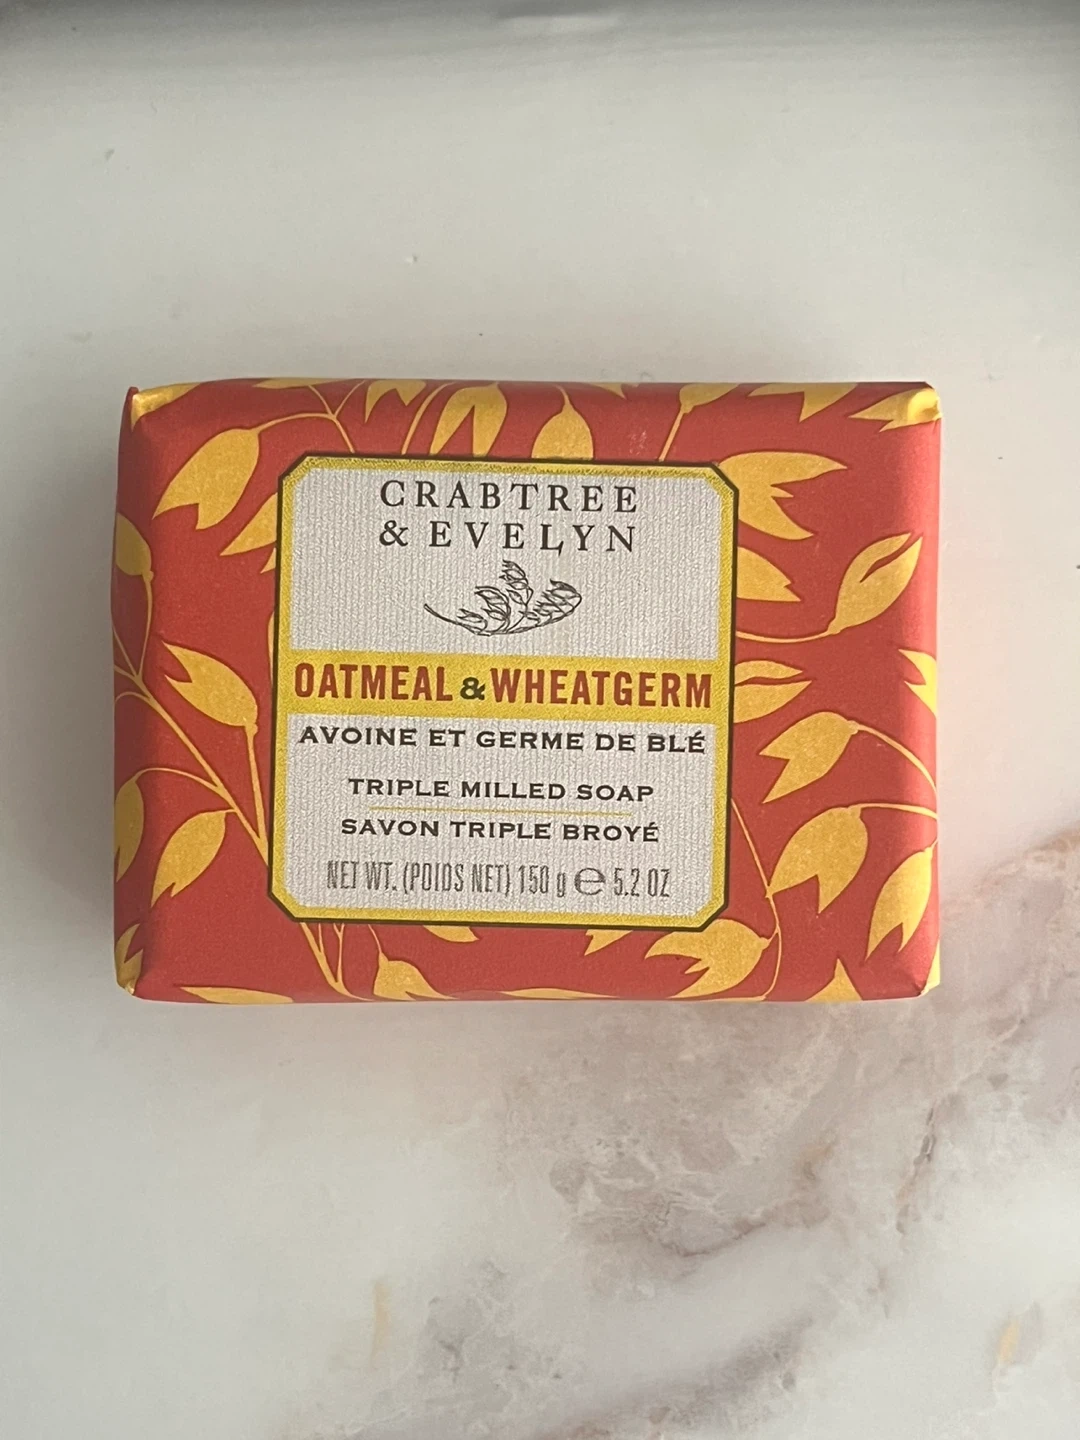 CRABTREE
& EVELYN
OATMEAL & WHEATGERM
AVOINE ET GERME DE BLÉ
TRIPLE MILLED SOAP
SAVON TRIPLE BROYÉ
NET WT. (POIDS NET) 150 g ℮ 5.2 OZ